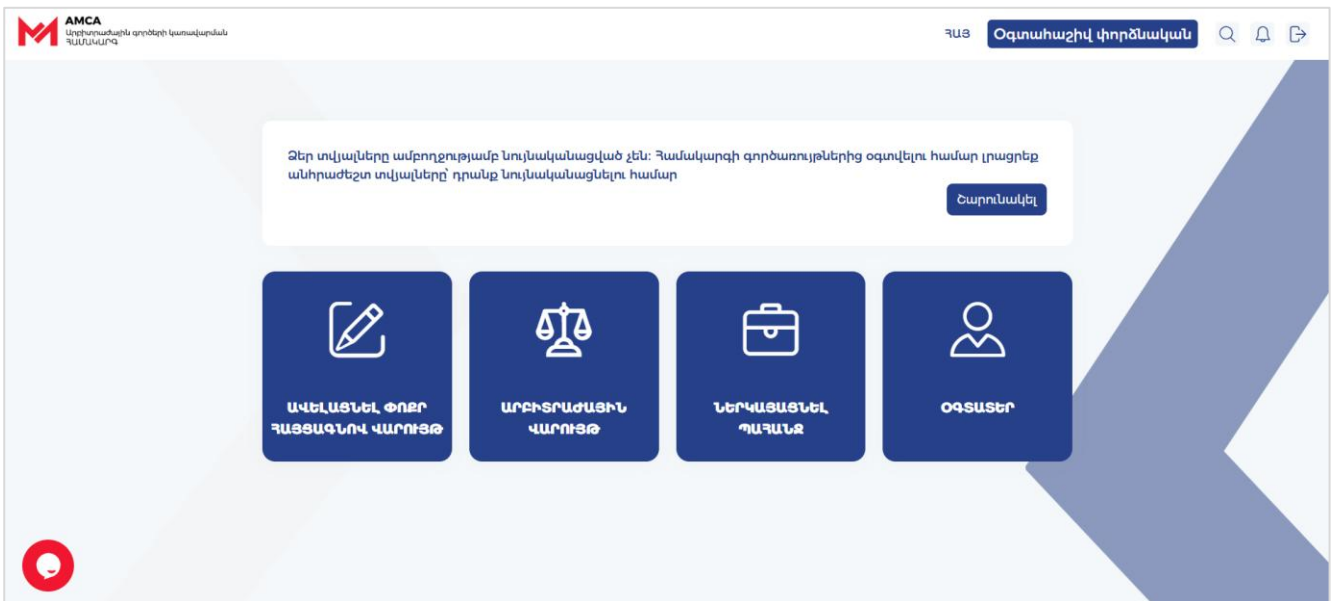 AMCA
Արբիտրաժային գործերի կառավարման
ՀԱՄԱԿԱՐԳ
ՀԱՅ
Օգտահաշիվ փորձնական
Ձեր տվյալները ամբողջությամբ նույնականացված չեն: Համակարգի գործառույթներից օգտվելու համար լրացրեք
անհրաժեշտ տվյալները՝ դրանք նույնականացնելու համար
Շարունակել
ԱՎԵԼԱՑՆԵԼ ՓՈՔՐ
ՀԱՅՑԱԳՆՈՎ ՎԱՐՈՒՅԹ
ԱՐԲԻՏՐԱԺԱՅԻՆ
ՎԱՐՈՒՅԹ
ՆԵՐԿԱՅԱՑՆԵԼ
ՊԱՀԱՆՋ
ՕԳՏԱՏԵՐ